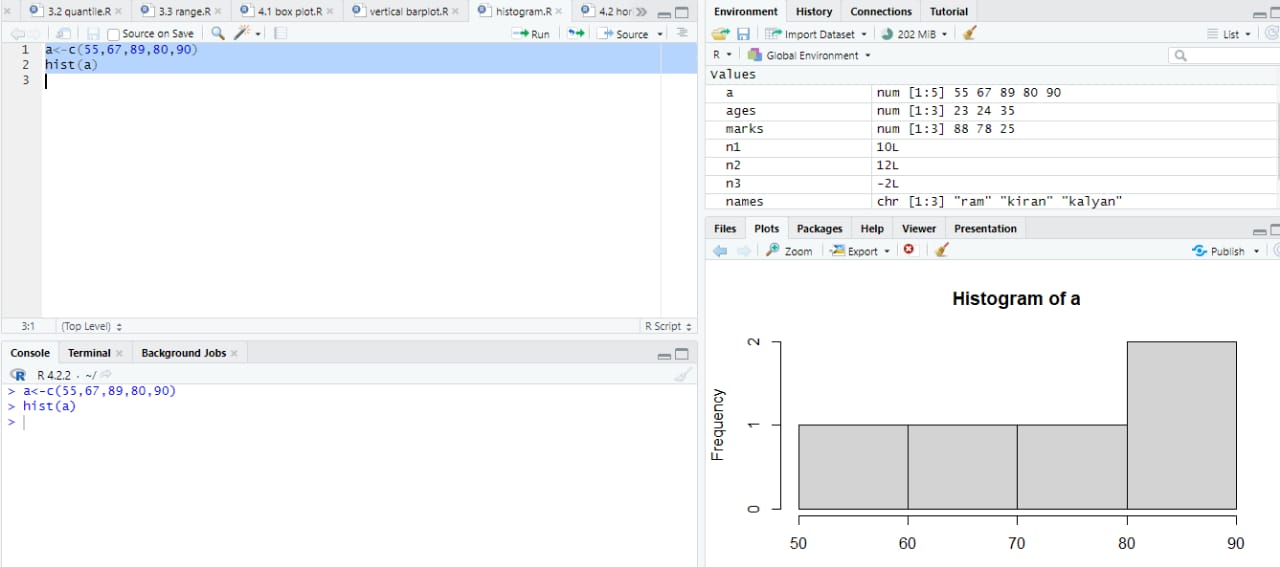 3.2 quantile.R 3.3 range.R 4.1 box plot.R vertical barplot.R histogram.R 4.2 hor
Source on Save Run Source
1 a<-c(55,67,89,80,90)
2 hist(a)
3
3:1 (Top Level) R Script
Console Terminal Background Jobs
R 4.2.2 · ~/
> a<-c(55,67,89,80,90)
> hist(a)
>
Environment History Connections Tutorial
Import Dataset 202 MiB List
R Global Environment
Values
a num [1:5] 55 67 89 80 90
ages num [1:3] 23 24 35
marks num [1:3] 88 78 25
n1 10L
n2 12L
n3 -2L
names chr [1:3] "ram" "kiran" "kalyan"
Files Plots Packages Help Viewer Presentation
Zoom Export Publish
Histogram of a
Frequency
2
1
0
50 60 70 80 90